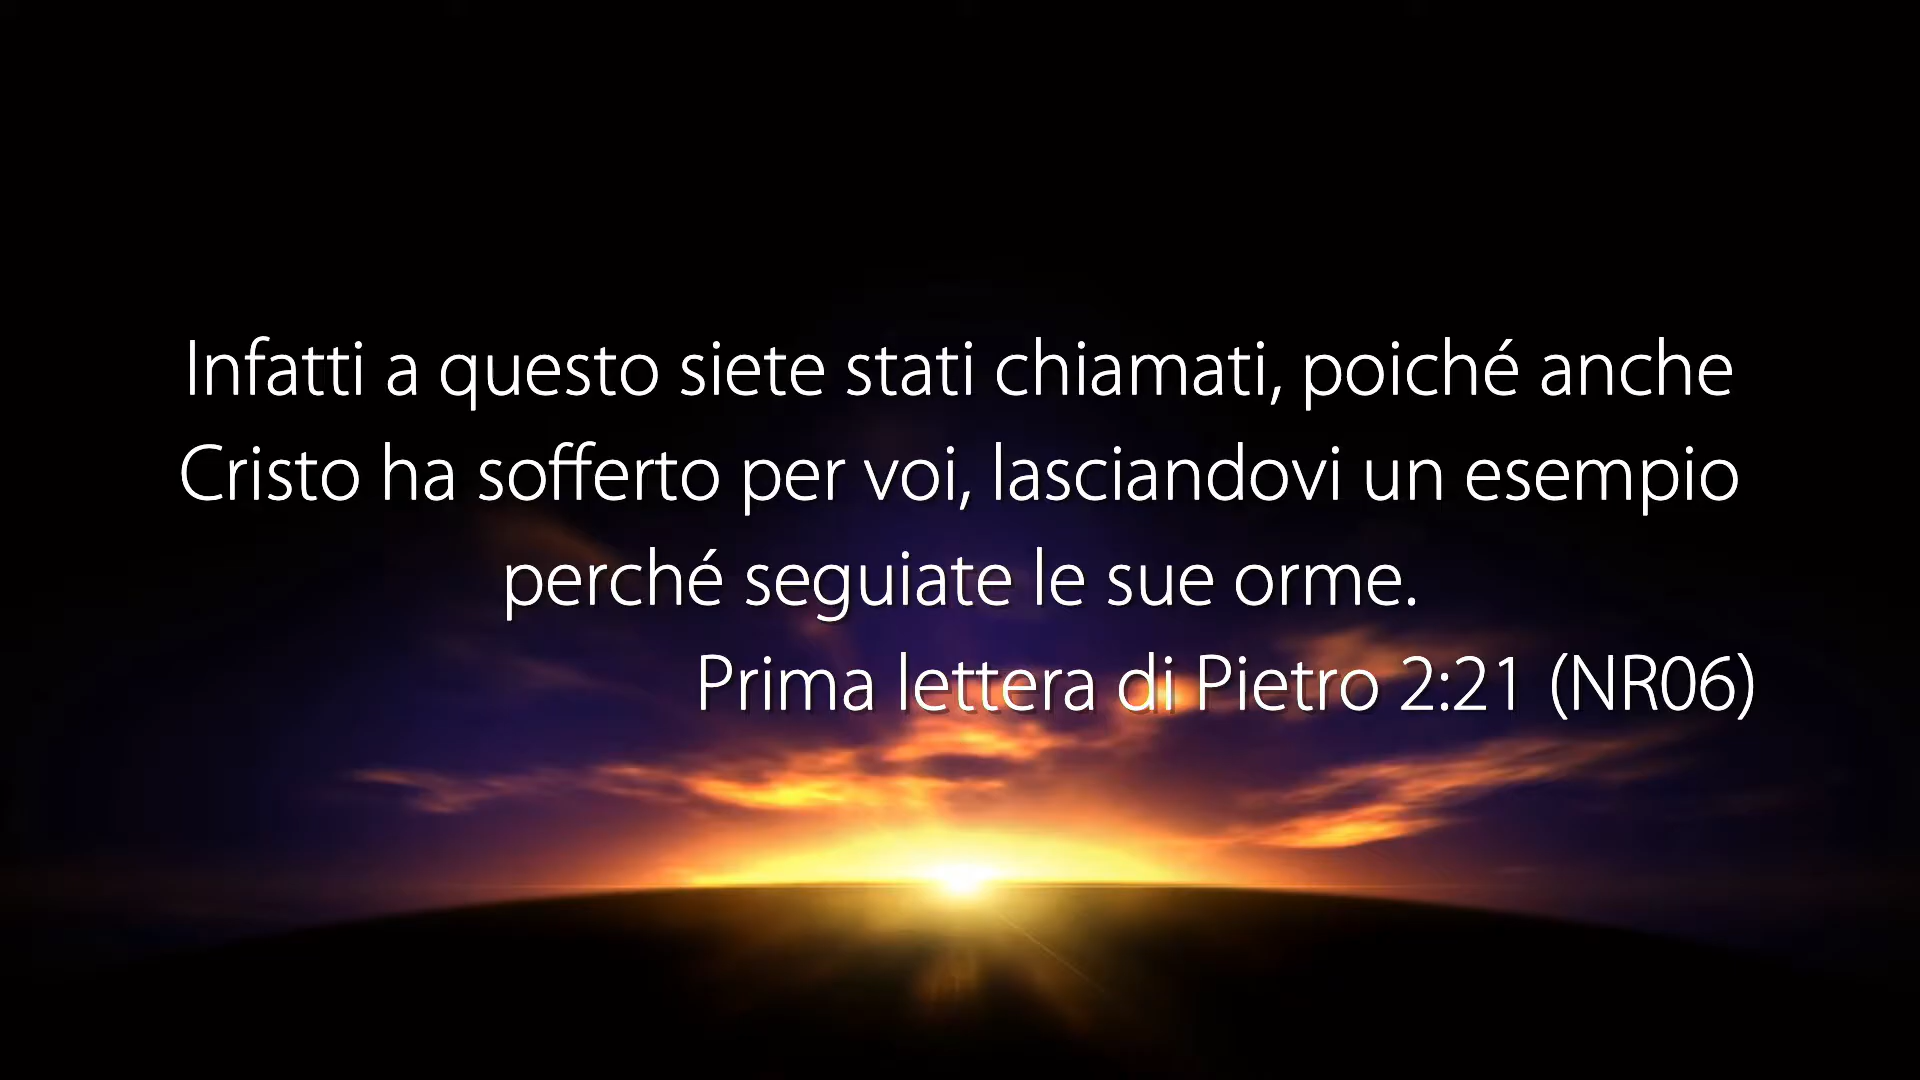 Infatti a questo siete stati chiamati, poiché anche
Cristo ha sofferto per voi, lasciandovi un esempio
perché seguiate le sue orme.
Prima lettera di Pietro 2:21 (NR06)